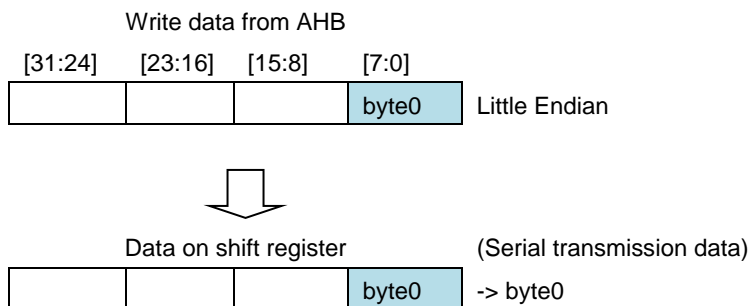 Write data from AHB
[31:24] [23:16] [15:8] [7:0]
byte0 Little Endian
Data on shift register (Serial transmission data)
byte0 -> byte0